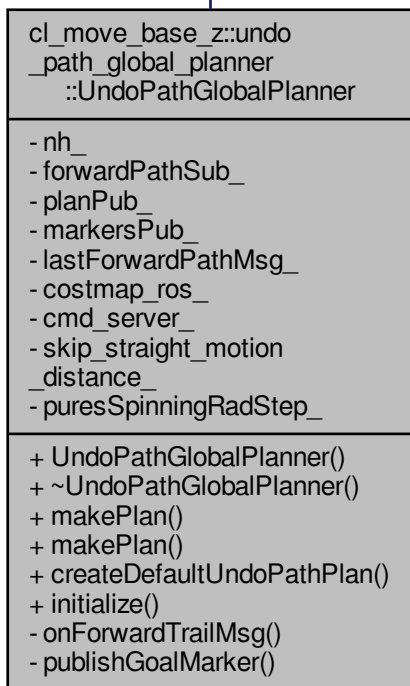 cl_move_base_z::undo
_path_global_planner
::UndoPathGlobalPlanner
- nh_
- forwardPathSub_
- planPub_
- markersPub_
- lastForwardPathMsg_
- costmap_ros_
- cmd_server_
- skip_straight_motion
_distance_
- puresSpinningRadStep_
+ UndoPathGlobalPlanner()
+ ~UndoPathGlobalPlanner()
+ makePlan()
+ makePlan()
+ createDefaultUndoPathPlan()
+ initialize()
- onForwardTrailMsg()
- publishGoalMarker()